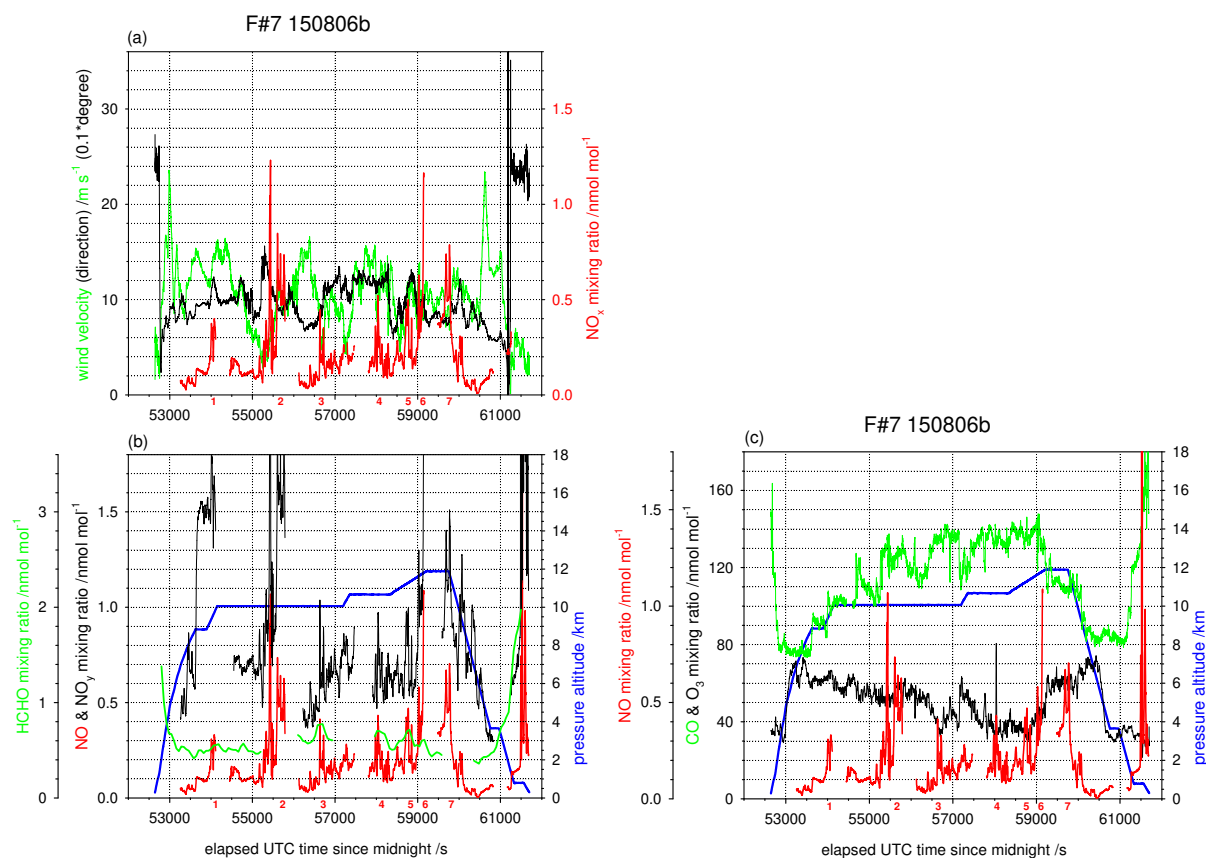 F#7 150806b
(a)
wind velocity (direction) /m s⁻¹ (0.1*degree)
0 10 20 30
NOₓ mixing ratio /nmol mol⁻¹
0.0 0.5 1.0 1.5
1 2 3 4 5 6 7
53000 55000 57000 59000 61000
(b)
HCHO mixing ratio /nmol mol⁻¹
0 1 2 3
NO & NOᵧ mixing ratio /nmol mol⁻¹
0.0 0.5 1.0 1.5
pressure altitude /km
0 2 4 6 8 10 12 14 16 18
1 2 3 4 5 6 7
53000 55000 57000 59000 61000
elapsed UTC time since midnight /s
F#7 150806b
(c)
NO mixing ratio /nmol mol⁻¹
0.0 0.5 1.0 1.5
CO & O₃ mixing ratio /nmol mol⁻¹
0 40 80 120 160
pressure altitude /km
0 2 4 6 8 10 12 14 16 18
1 2 3 4 5 6 7
53000 55000 57000 59000 61000
elapsed UTC time since midnight /s